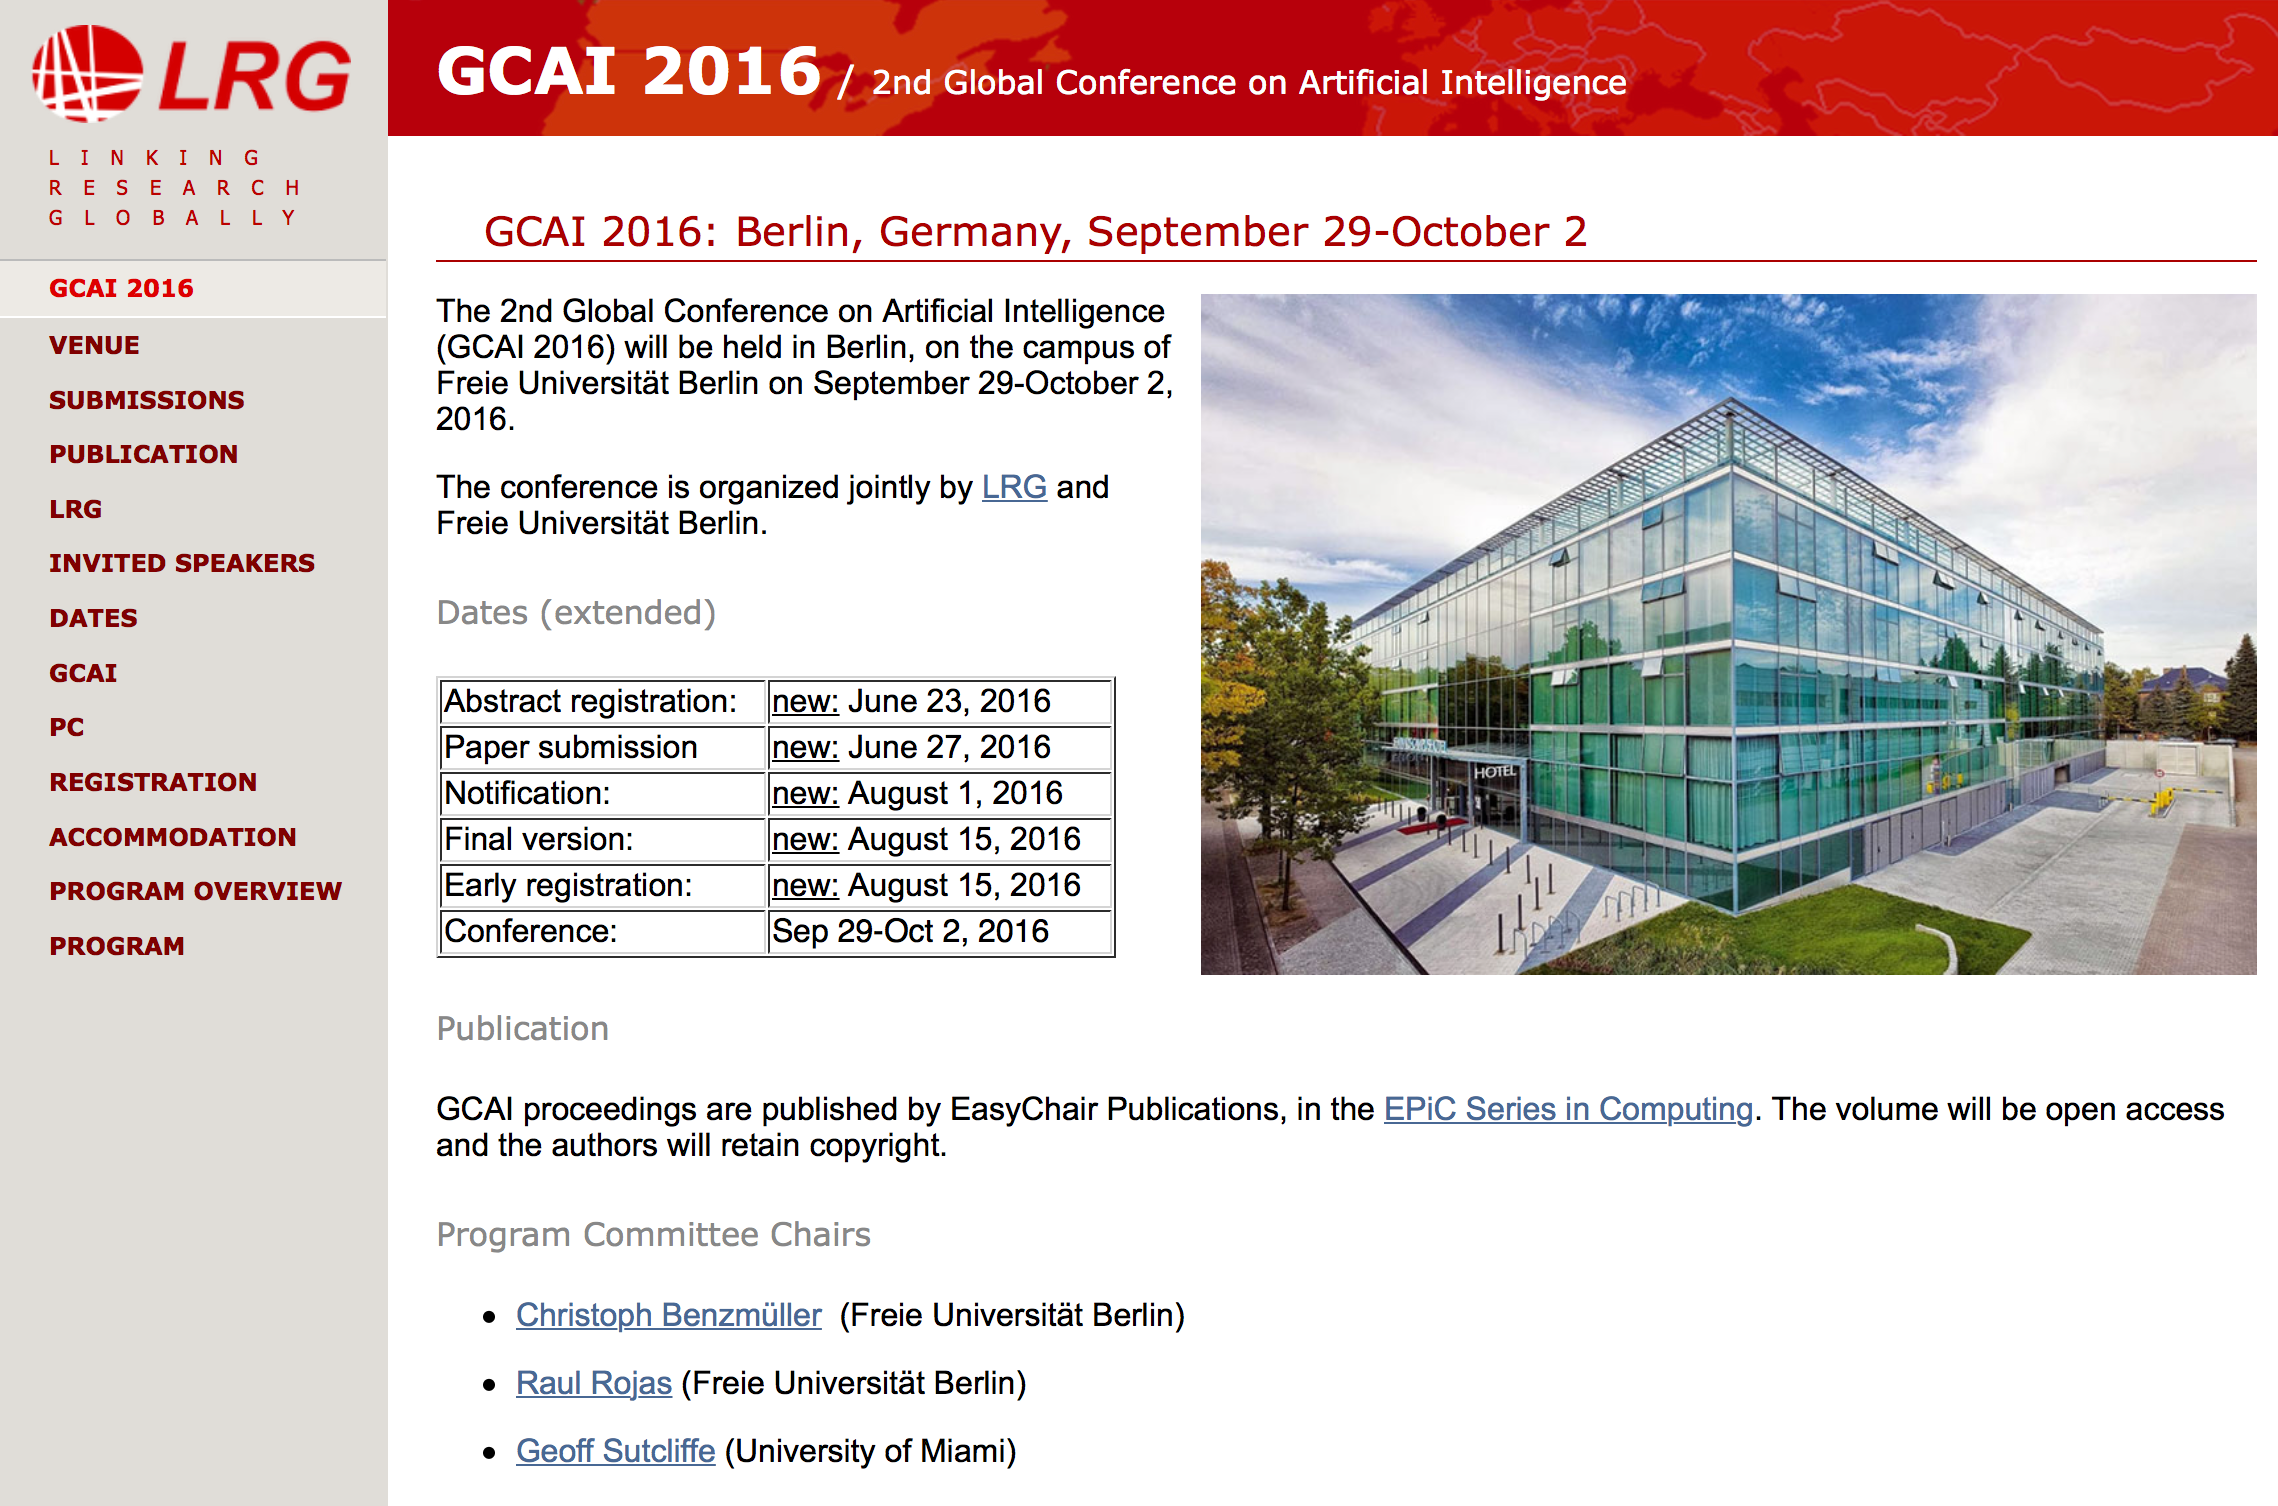 LRG
LINKING
RESEARCH
GLOBALLY
GCAI 2016
VENUE
SUBMISSIONS
PUBLICATION
LRG
INVITED SPEAKERS
DATES
GCAI
PC
REGISTRATION
ACCOMMODATION
PROGRAM OVERVIEW
PROGRAM
GCAI 2016 / 2nd Global Conference on Artificial Intelligence
GCAI 2016: Berlin, Germany, September 29-October 2
The 2nd Global Conference on Artificial Intelligence
(GCAI 2016) will be held in Berlin, on the campus of
Freie Universität Berlin on September 29-October 2,
2016.
The conference is organized jointly by LRG and
Freie Universität Berlin.
Dates (extended)
Abstract registration: new: June 23, 2016
Paper submission new: June 27, 2016
Notification: new: August 1, 2016
Final version: new: August 15, 2016
Early registration: new: August 15, 2016
Conference: Sep 29-Oct 2, 2016
HOTEL
Publication
GCAI proceedings are published by EasyChair Publications, in the EPiC Series in Computing. The volume will be open access
and the authors will retain copyright.
Program Committee Chairs
Christoph Benzmüller (Freie Universität Berlin)
Raul Rojas (Freie Universität Berlin)
Geoff Sutcliffe (University of Miami)